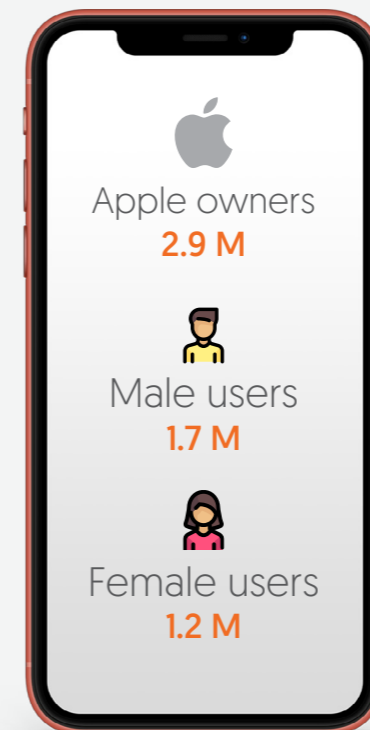 Apple owners
2.9 M
Male users
1.7 M
Female users
1.2 M